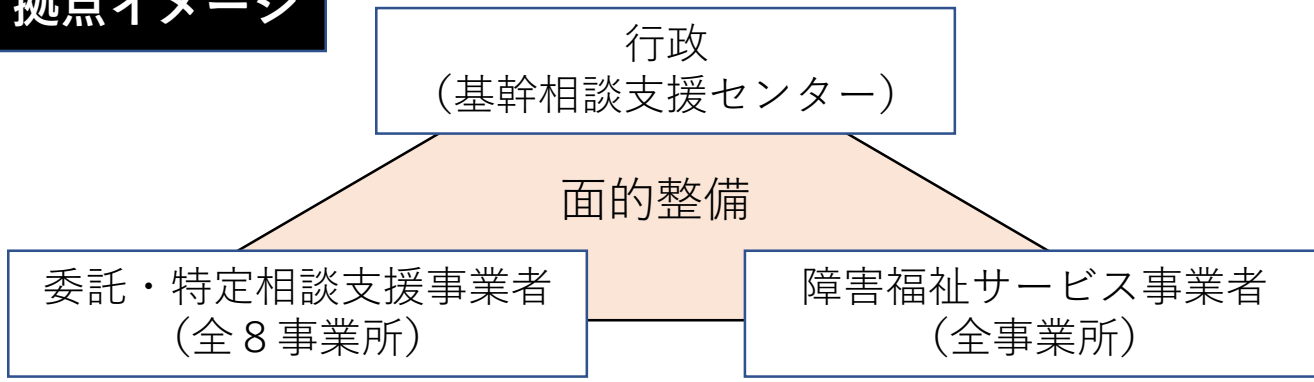 拠点イメージ
行政
（基幹相談支援センター）
面的整備
委託・特定相談支援事業者
（全８事業所）
障害福祉サービス事業者
（全事業所）